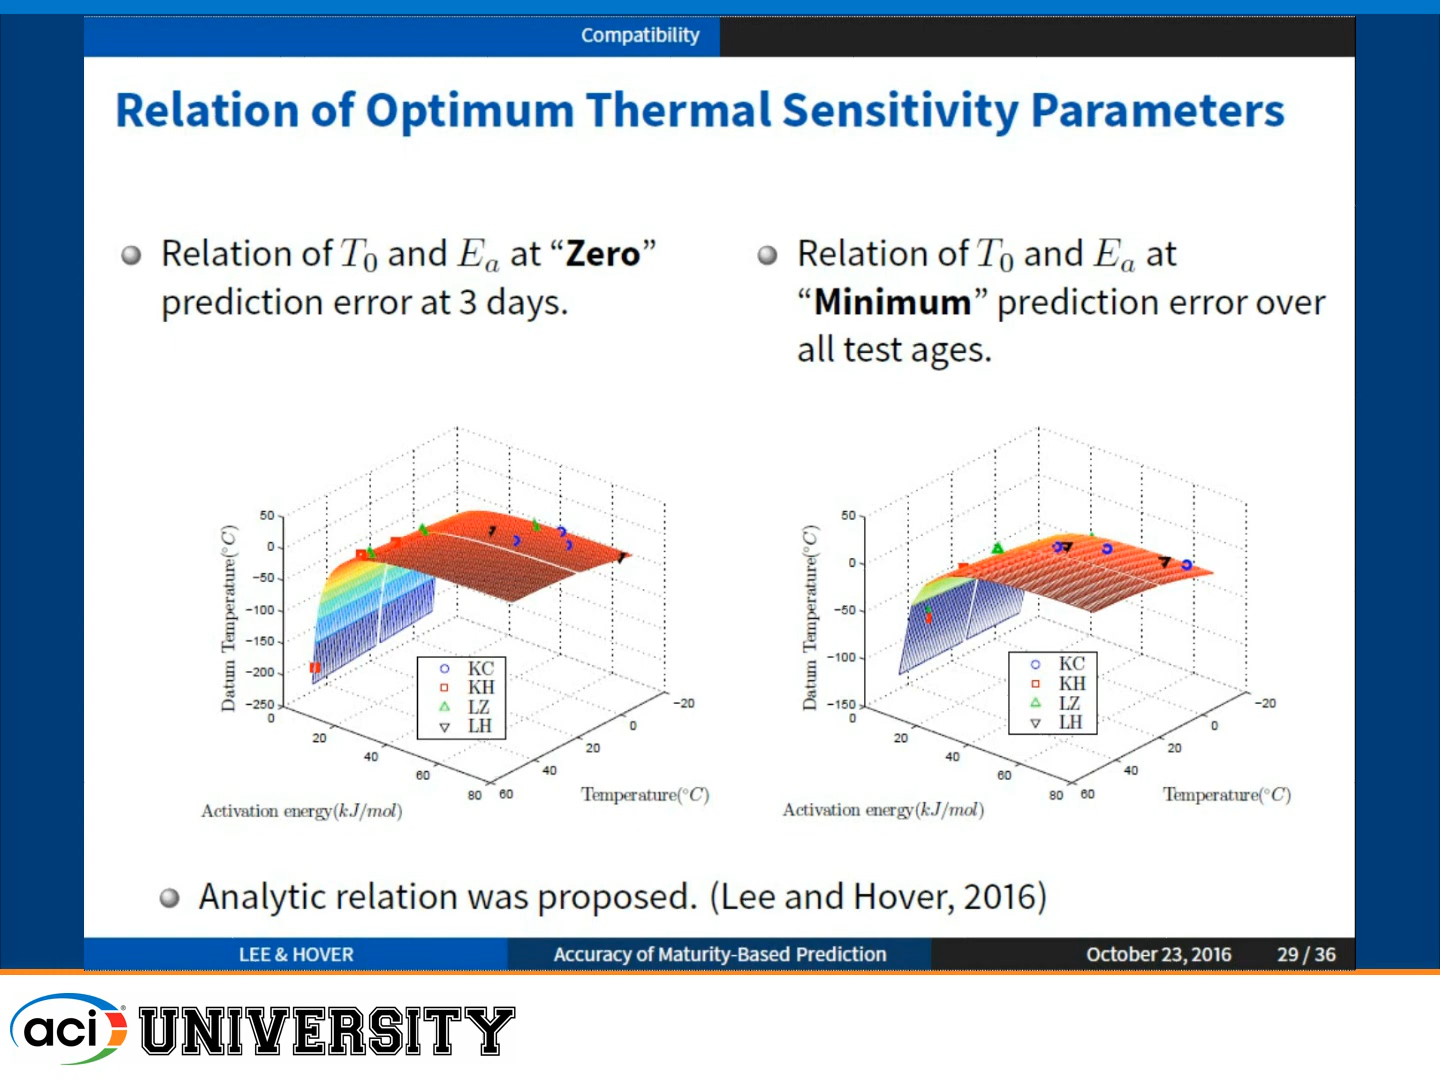 Compatibility
Relation of Optimum Thermal Sensitivity Parameters
Relation of T0 and Ea at “Zero”
prediction error at 3 days.
Relation of T0 and Ea at
“Minimum” prediction error over
all test ages.
50
0
−50
−100
−150
−200
−250
Datum Temperature(°C)
0
20
40
60
80
Activation energy(kJ/mol)
60
40
20
0
−20
Temperature(°C)
KC
KH
LZ
LH
50
0
−50
−100
−150
Datum Temperature(°C)
0
20
40
60
80
Activation energy(kJ/mol)
60
40
20
0
−20
Temperature(°C)
KC
KH
LZ
LH
Analytic relation was proposed. (Lee and Hover, 2016)
LEE & HOVER Accuracy of Maturity-Based Prediction October 23, 2016 29 / 36
aci UNIVERSITY